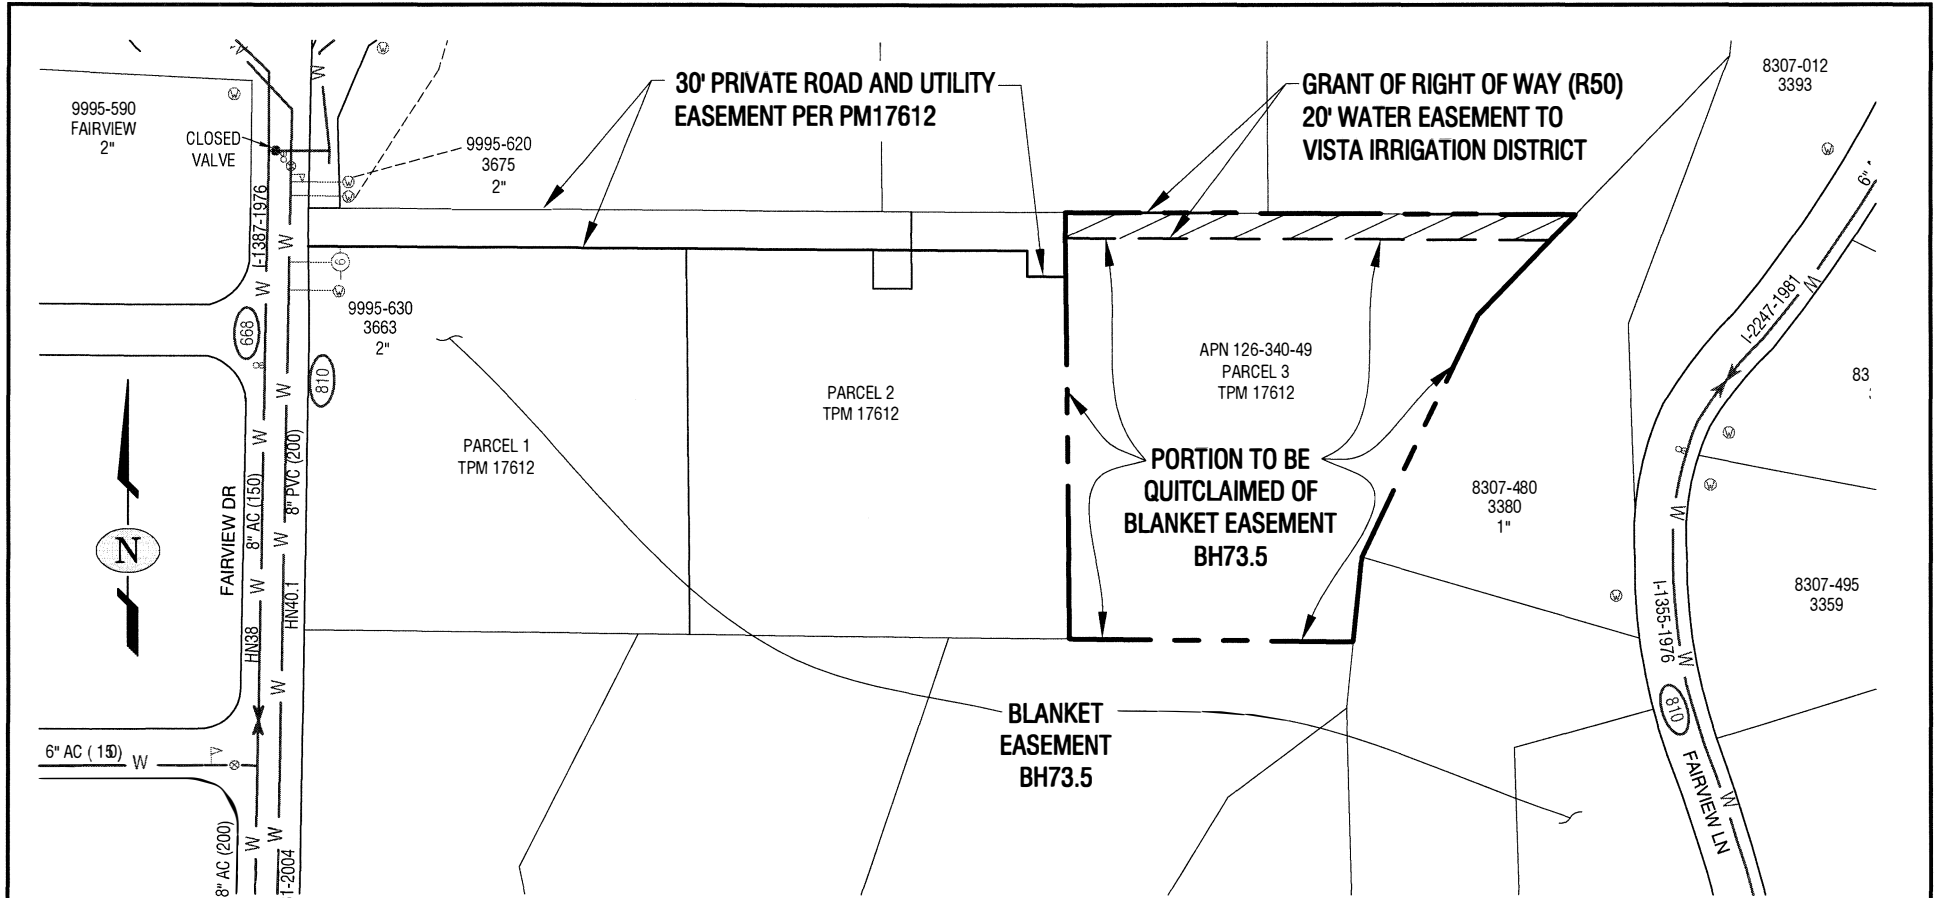 30' PRIVATE ROAD AND UTILITY
EASEMENT PER PM17612
GRANT OF RIGHT OF WAY (R50)
20' WATER EASEMENT TO
VISTA IRRIGATION DISTRICT
8307-012
3393
9995-590
FAIRVIEW
2"
CLOSED
VALVE
9995-620
3675
2"
W
W
W
W
W
W
I-1387-1976
W
W
6
W
6"
9995-630
3663
2"
668
810
W
W
I-2247-1981
W
APN 126-340-49
PARCEL 3
TPM 17612
83
PARCEL 2
TPM 17612
PARCEL 1
TPM 17612
PORTION TO BE
QUITCLAIMED OF
BLANKET EASEMENT
BH73.5
8307-480
3380
1"
W
W
W
W
FAIRVIEW DR
8" AC (150)
8" PVC (200)
W
W
HN38
HN40.1
N
W
8307-495
3359
I-1355-1976
W
W
810
FAIRVIEW LN
W
BLANKET
EASEMENT
BH73.5
6" AC ( 150)
W
W
W
8" AC (200)
1-2004